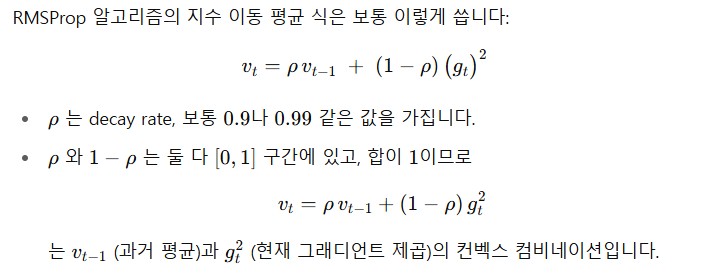 RMSProp 알고리즘의 지수 이동 평균 식은 보통 이렇게 씁니다:
v_t = ρ v_{t−1} + (1 − ρ) (g_t)^2
• ρ 는 decay rate, 보통 0.9나 0.99 같은 값을 가집니다.
• ρ 와 1 − ρ 는 둘 다 [0, 1] 구간에 있고, 합이 1이므로
v_t = ρ v_{t−1} + (1 − ρ) g_t^2
는 v_{t−1} (과거 평균)과 g_t^2 (현재 그래디언트 제곱)의 컨벡스 컴비네이션입니다.